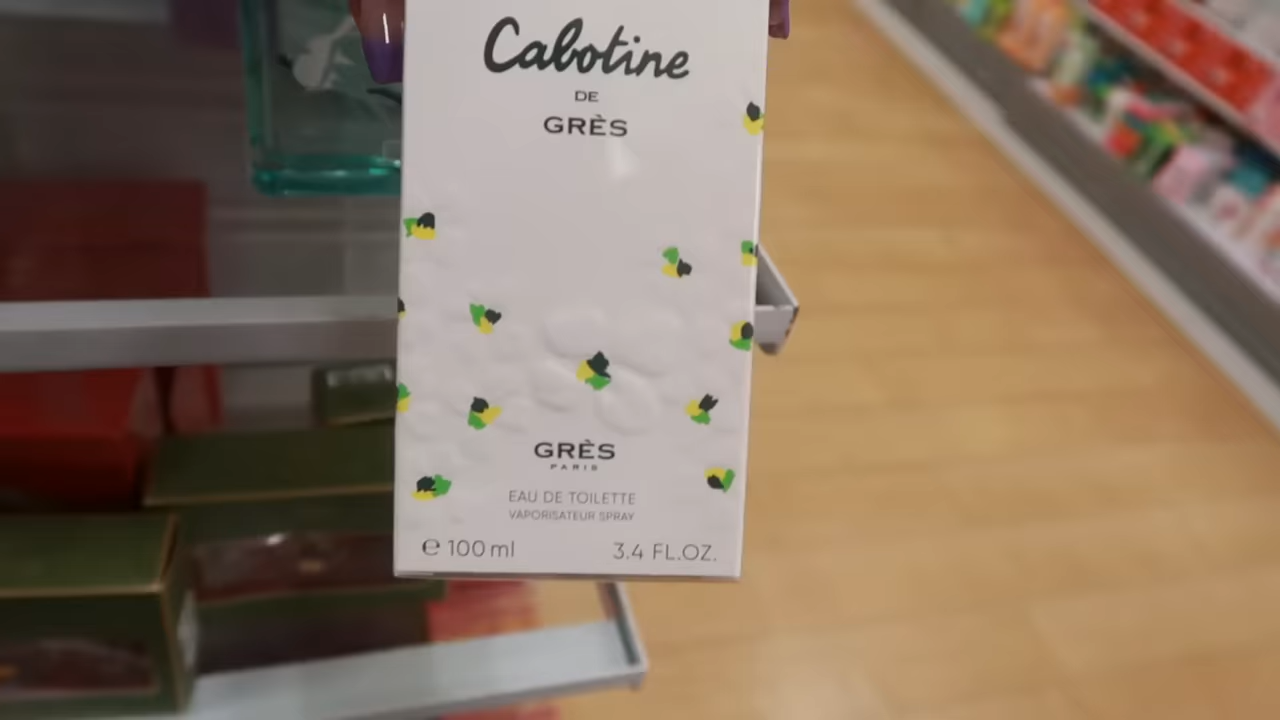 Cabotine
DE
GRÈS
GRÈS
PARIS
EAU DE TOILETTE
VAPORISATEUR SPRAY
℮ 100 ml
3.4 FL.OZ.